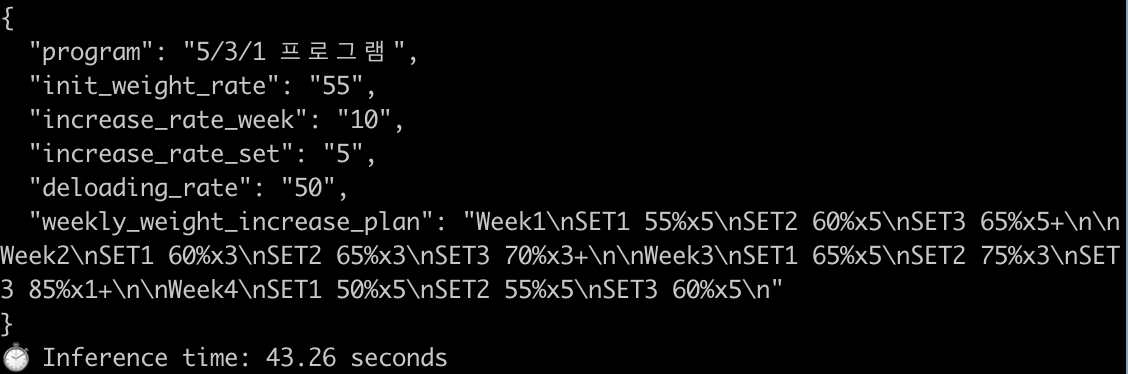 {
  "program": "5/3/1 프로그램",
  "init_weight_rate": "55",
  "increase_rate_week": "10",
  "increase_rate_set": "5",
  "deloading_rate": "50",
  "weekly_weight_increase_plan": "Week1\nSET1 55%x5\nSET2 60%x5\nSET3 65%x5+\n\n
Week2\nSET1 60%x3\nSET2 65%x3\nSET3 70%x3+\n\nWeek3\nSET1 65%x5\nSET2 75%x3\nSET
3 85%x1+\n\nWeek4\nSET1 50%x5\nSET2 55%x5\nSET3 60%x5\n"
}
⏱️ Inference time: 43.26 seconds